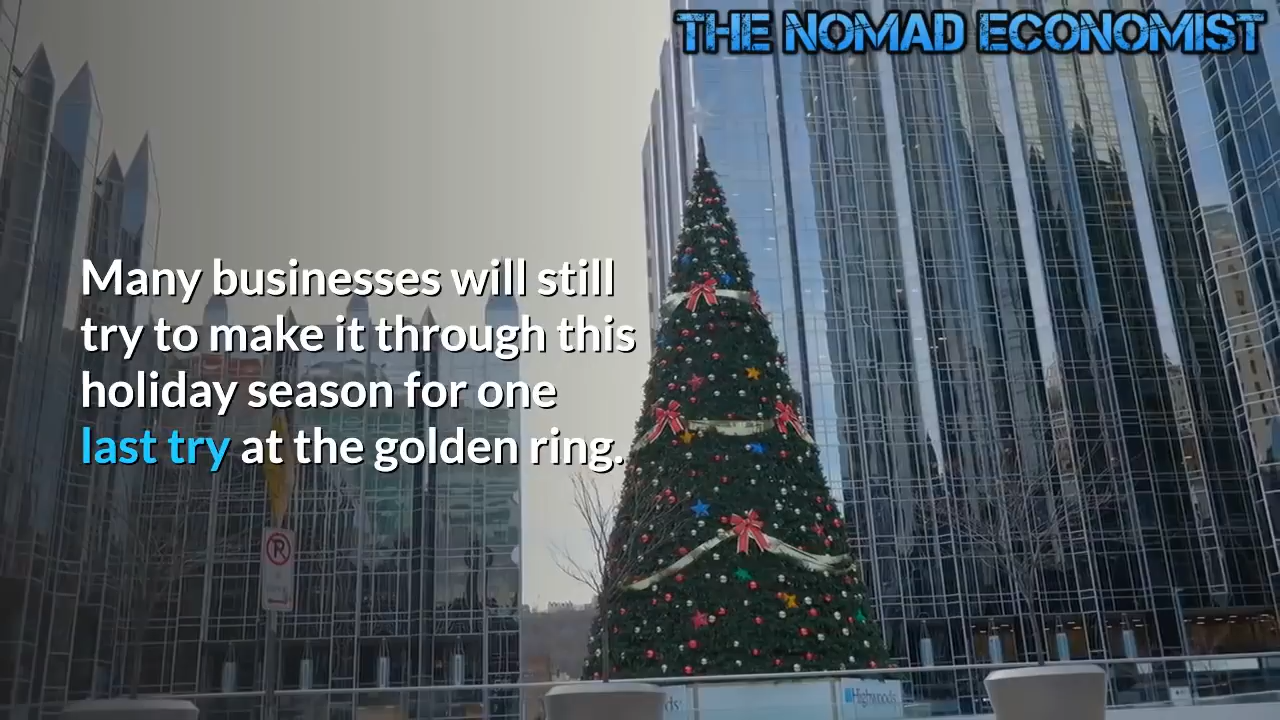 THE NOMAD ECONOMIST
Many businesses will still
try to make it through this
holiday season for one
last try at the golden ring.
Highwoods